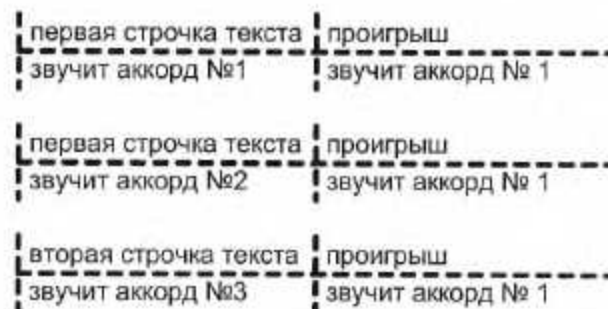 первая строчка текста проигрыш
звучит аккорд №1 звучит аккорд № 1
первая строчка текста проигрыш
звучит аккорд №2 звучит аккорд № 1
вторая строчка текста проигрыш
звучит аккорд №3 звучит аккорд № 1